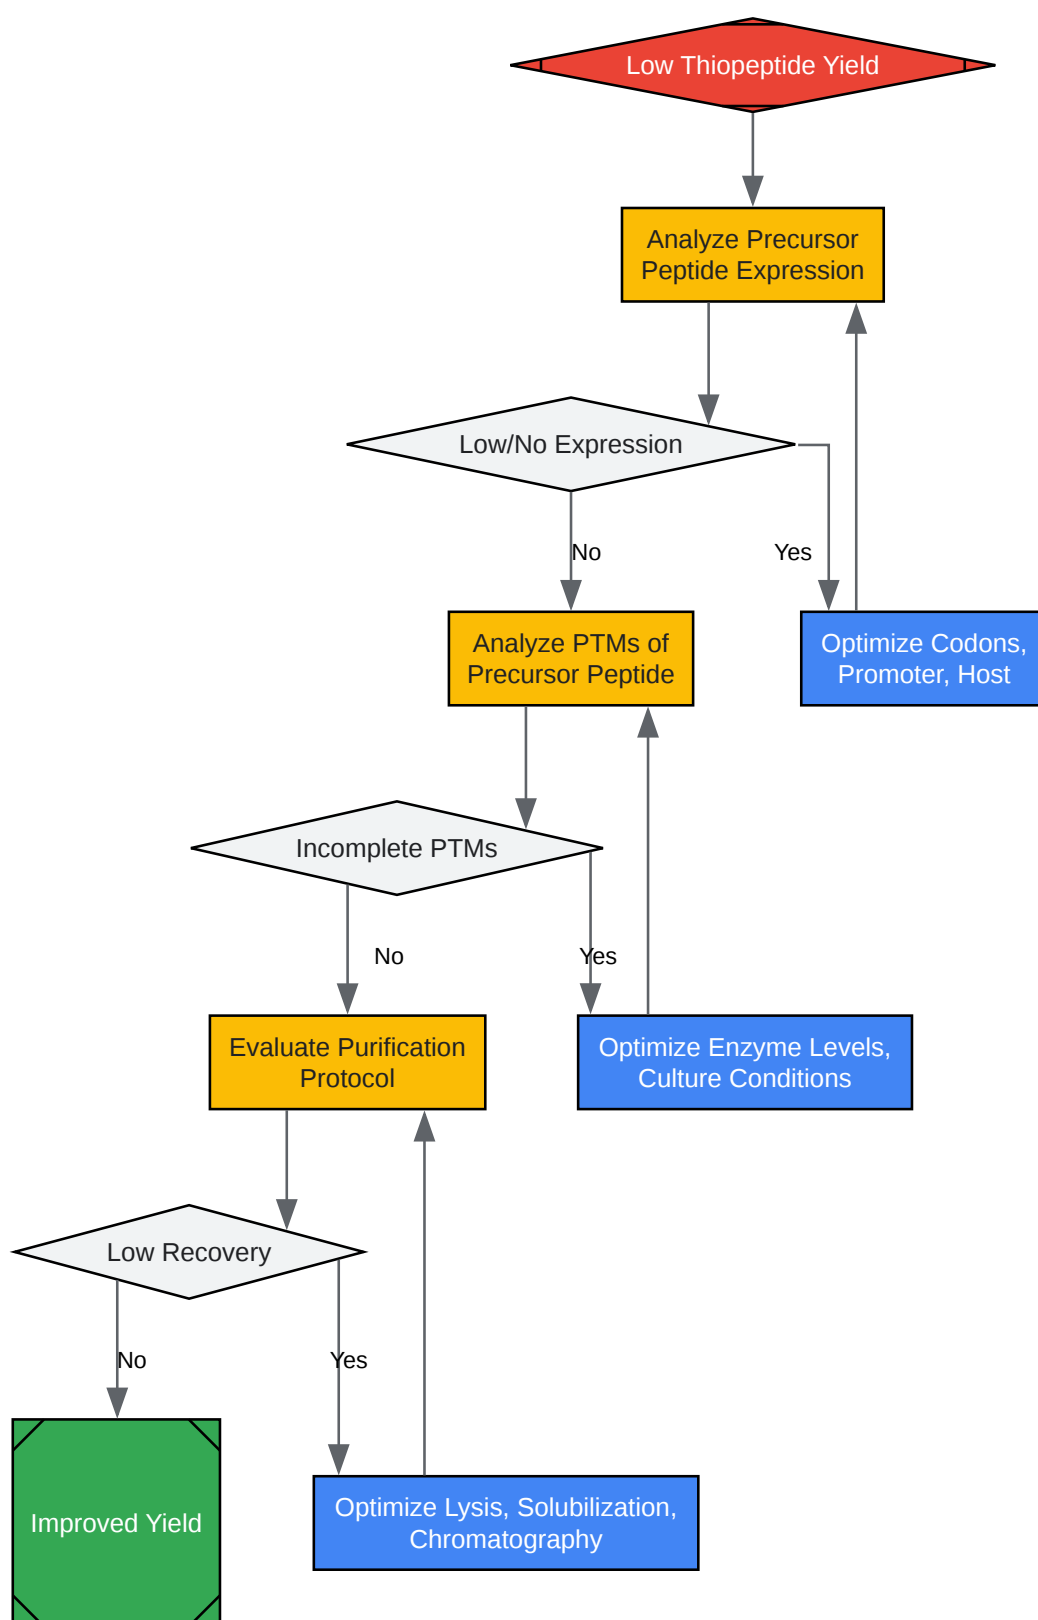 Low Thiopeptide Yield
Analyze Precursor
Peptide Expression
Low/No Expression
No
Yes
Analyze PTMs of
Precursor Peptide
Optimize Codons,
Promoter, Host
Incomplete PTMs
No
Yes
Evaluate Purification
Protocol
Optimize Enzyme Levels,
Culture Conditions
Low Recovery
No
Yes
Improved Yield
Optimize Lysis, Solubilization,
Chromatography